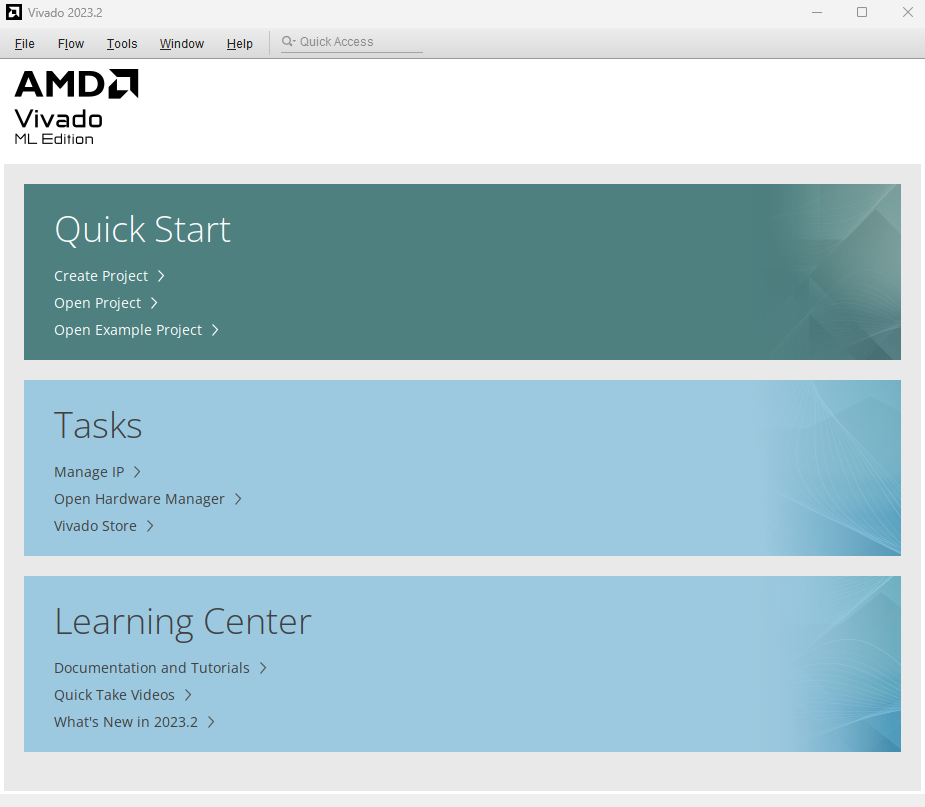 Vivado 2023.2
File Flow Tools Window Help Quick Access
AMD
Vivado
ML Edition
Quick Start
Create Project
Open Project
Open Example Project
Tasks
Manage IP
Open Hardware Manager
Vivado Store
Learning Center
Documentation and Tutorials
Quick Take Videos
What's New in 2023.2